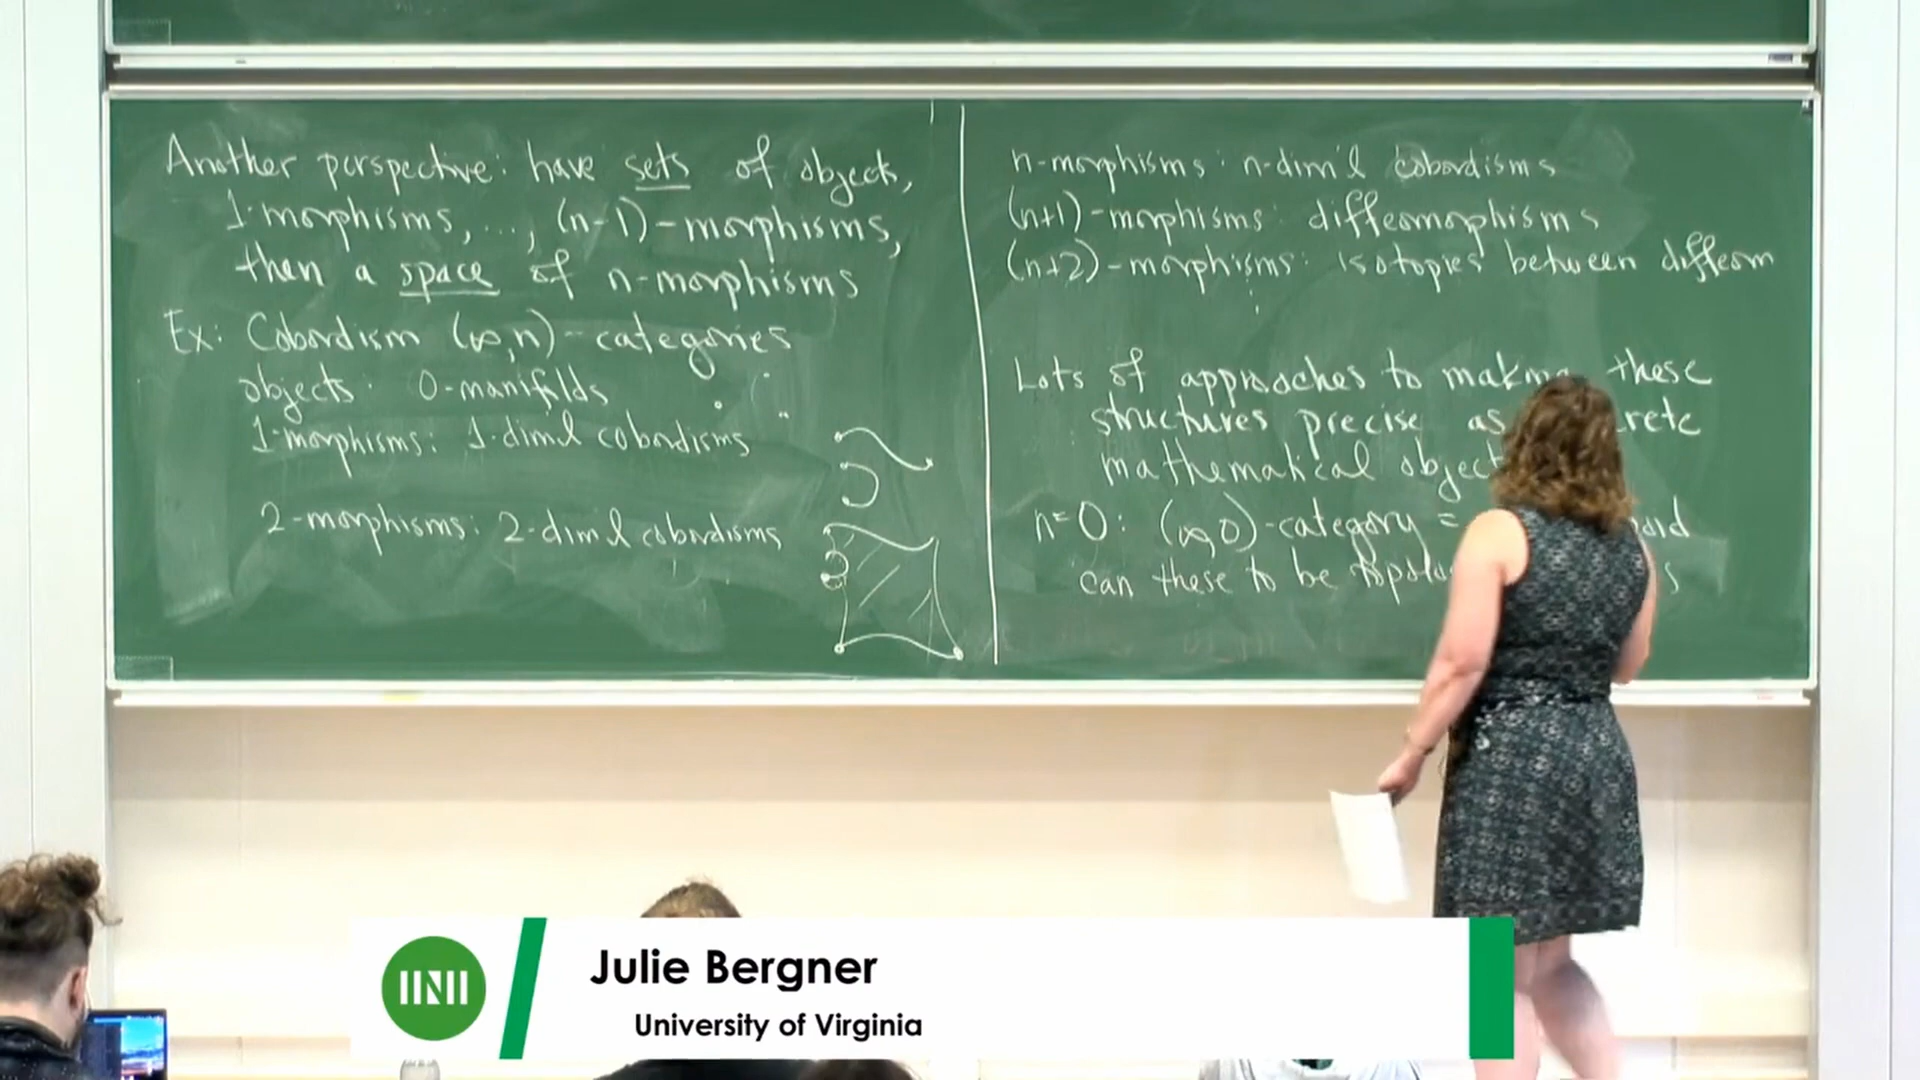 Another perspective: have sets of objects,
1-morphisms, ..., (n-1)-morphisms,
then a space of n-morphisms
Ex: Cobordism (∞,n)-categories
objects: 0-manifolds
1-morphisms: 1-dim'l cobordisms
2-morphisms: 2-dim'l cobordisms
n-morphisms: n-dim'l cobordisms
(n+1)-morphisms: diffeomorphisms
(n+2)-morphisms: isotopies between diffeom
⋮
Lots of approaches to making these
structures precise as
mathematical object
n=0: (∞,0)-category =
can these to be
Julie Bergner
University of Virginia